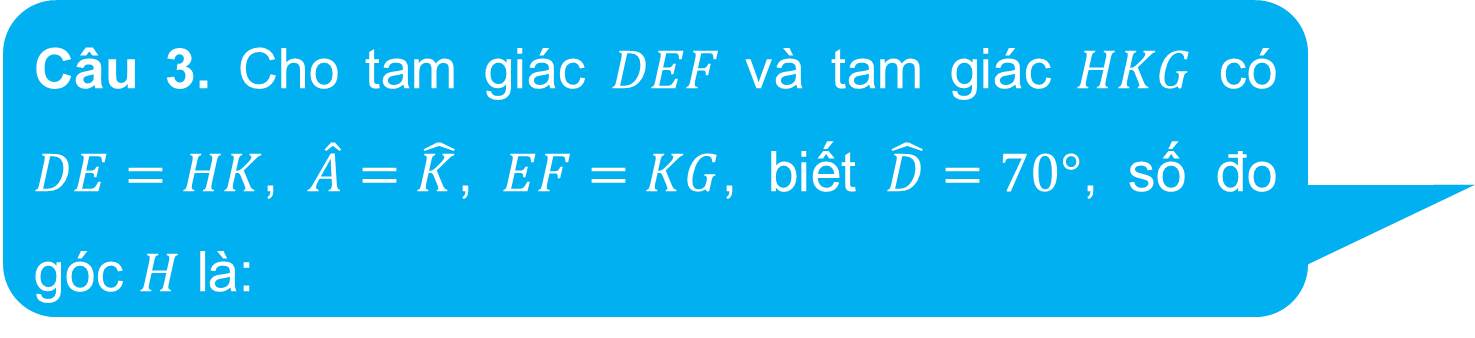 Câu 3. Cho tam giác DEF và tam giác HKG có
DE = HK, Â = K̂, EF = KG, biết D̂ = 70°, số đo
góc H là: